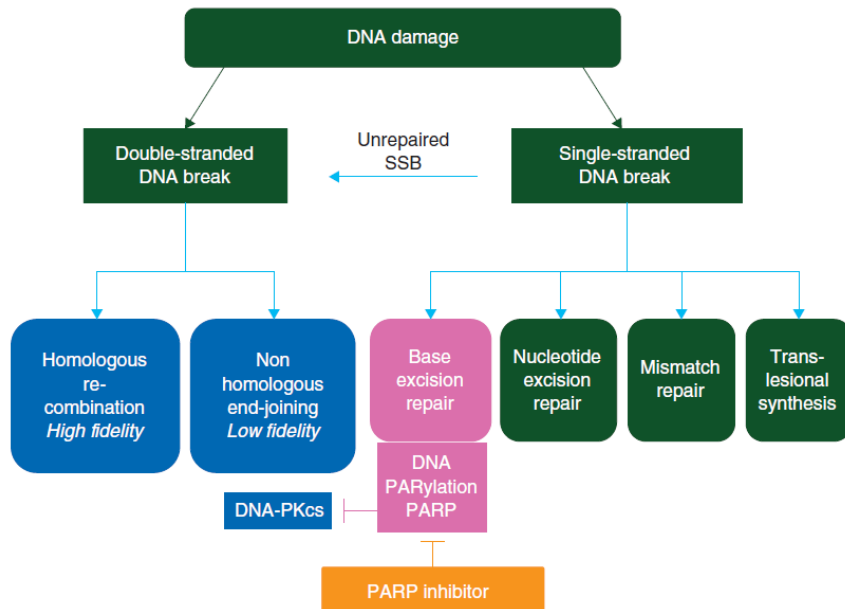 DNA damage
Double-stranded
DNA break
Unrepaired
SSB
Single-stranded
DNA break
Homologous
re-
combination
High fidelity
Non
homologous
end-joining
Low fidelity
Base
excision
repair
Nucleotide
excision
repair
Mismatch
repair
Trans-
lesional
synthesis
DNA
PARylation
PARP
DNA-PKcs
PARP inhibitor